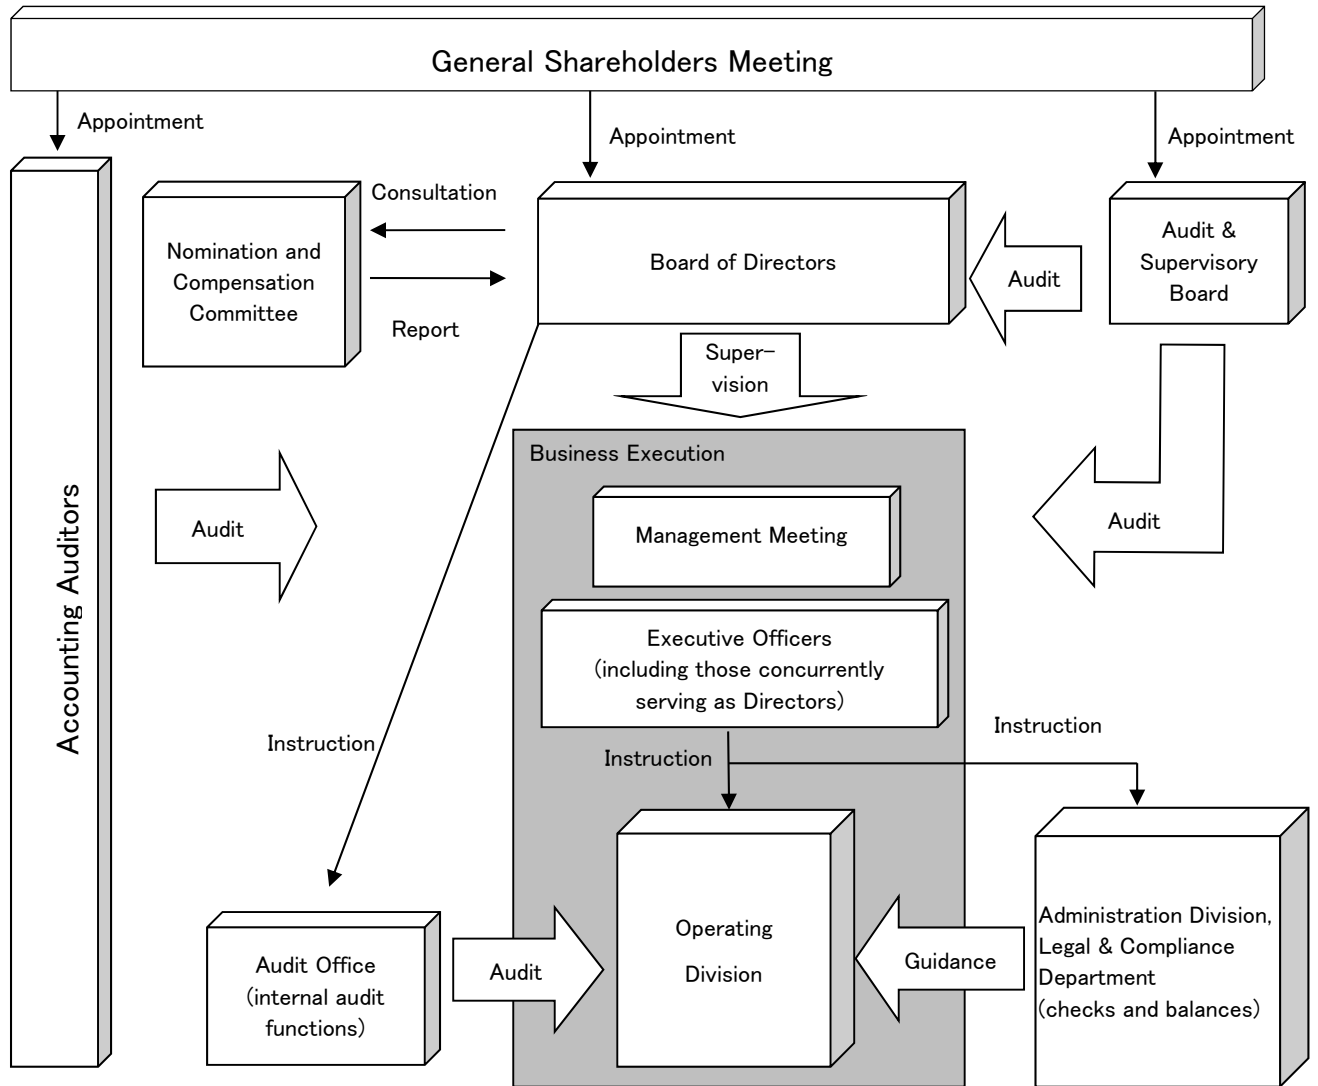 General Shareholders Meeting
Appointment
Appointment
Appointment
Nomination and
Compensation
Committee
Consultation
Report
Board of Directors
Audit
Audit &
Supervisory
Board
Super-
vision
Accounting Auditors
Audit
Business Execution
Management Meeting
Audit
Executive Officers
(including those concurrently
serving as Directors)
Instruction
Instruction
Instruction
Audit Office
(internal audit
functions)
Audit
Operating
Division
Guidance
Administration Division,
Legal & Compliance
Department
(checks and balances)